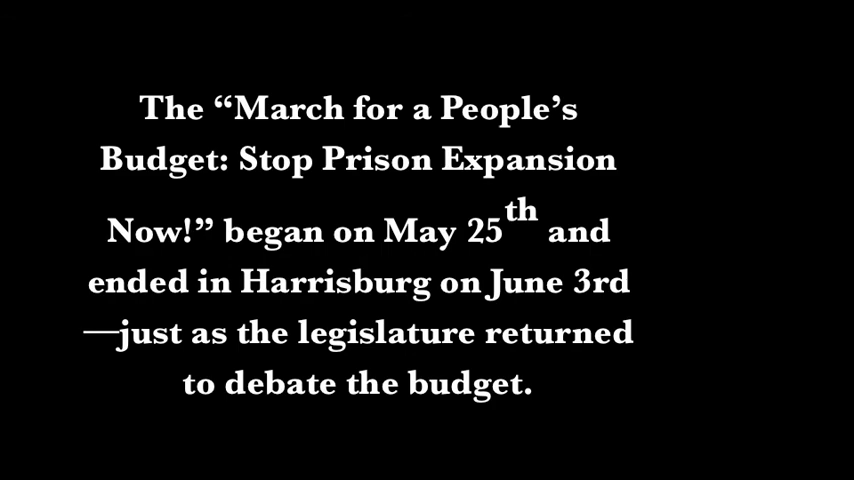 The “March for a People’s
Budget: Stop Prison Expansion
Now!” began on May 25th and
ended in Harrisburg on June 3rd
—just as the legislature returned
to debate the budget.